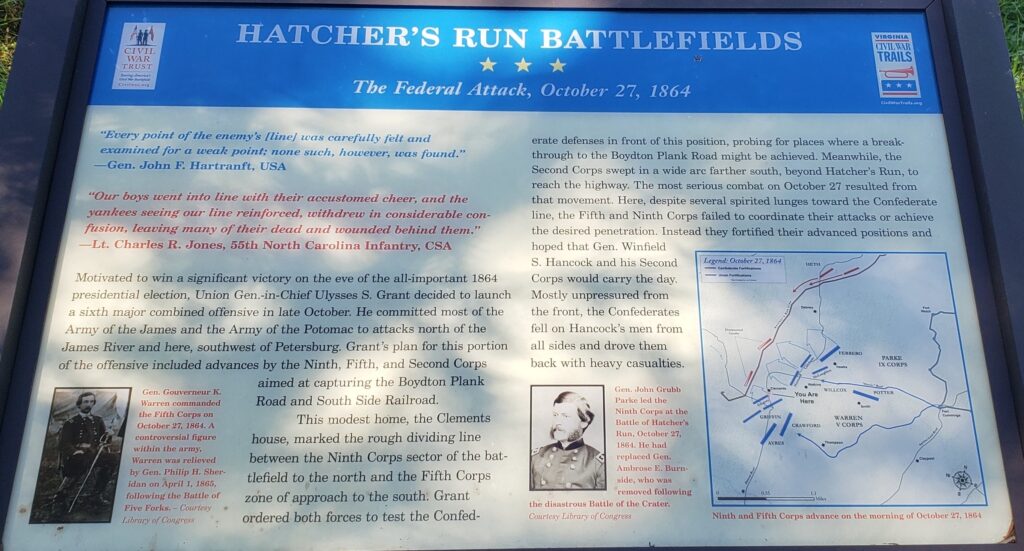 CIVIL WAR
TRUST
Saving America's
Civil War Battlefields
Civilwar.org
HATCHER'S RUN BATTLEFIELDS
The Federal Attack, October 27, 1864
VIRGINIA
CIVIL WAR
TRAILS
CivilWarTrails.org
"Every point of the enemy's [line] was carefully felt and
examined for a weak point; none such, however, was found."
—Gen. John F. Hartranft, USA
"Our boys went into line with their accustomed cheer, and the
yankees seeing our line reinforced, withdrew in considerable con-
fusion, leaving many of their dead and wounded behind them."
—Lt. Charles R. Jones, 55th North Carolina Infantry, CSA
Motivated to win a significant victory on the eve of the all-important 1864
presidential election, Union Gen.-in-Chief Ulysses S. Grant decided to launch
a sixth major combined offensive in late October. He committed most of the
Army of the James and the Army of the Potomac to attacks north of the
James River and here, southwest of Petersburg. Grant's plan for this portion
of the offensive included advances by the Ninth, Fifth, and Second Corps
aimed at capturing the Boydton Plank
Road and South Side Railroad.
This modest home, the Clements
house, marked the rough dividing line
between the Ninth Corps sector of the bat-
tlefield to the north and the Fifth Corps
zone of approach to the south. Grant
ordered both forces to test the Confed-
Gen. Gouverneur K.
Warren commanded
the Fifth Corps on
October 27, 1864. A
controversial figure
within the army,
Warren was relieved
by Gen. Philip H. Sher-
idan on April 1, 1865,
following the Battle of
Five Forks. – Courtesy
Library of Congress
erate defenses in front of this position, probing for places where a break-
through to the Boydton Plank Road might be achieved. Meanwhile, the
Second Corps swept in a wide arc farther south, beyond Hatcher's Run, to
reach the highway. The most serious combat on October 27 resulted from
that movement. Here, despite several spirited lunges toward the Confederate
line, the Fifth and Ninth Corps failed to coordinate their attacks or achieve
the desired penetration. Instead they fortified their advanced positions and
hoped that Gen. Winfield
S. Hancock and his Second
Corps would carry the day.
Mostly unpressured from
the front, the Confederates
fell on Hancock's men from
all sides and drove them
back with heavy casualties.
Gen. John Grubb
Parke led the
Ninth Corps at the
Battle of Hatcher's
Run, October 27,
1864. He had
replaced Gen.
Ambrose E. Burn-
side, who was
removed following
the disastrous Battle of the Crater.
Courtesy Library of Congress
Legend: October 27, 1864
Confederate Fortifications
Union Fortifications
HETH
FERRERO
PARKE
IX CORPS
WILLCOX
POTTER
Clements
Watkins
You Are
Here
GRIFFIN
CRAWFORD
WARREN
V CORPS
AYRES
Thompson
Fort
Cummings
Miles
Ninth and Fifth Corps advance on the morning of October 27, 1864